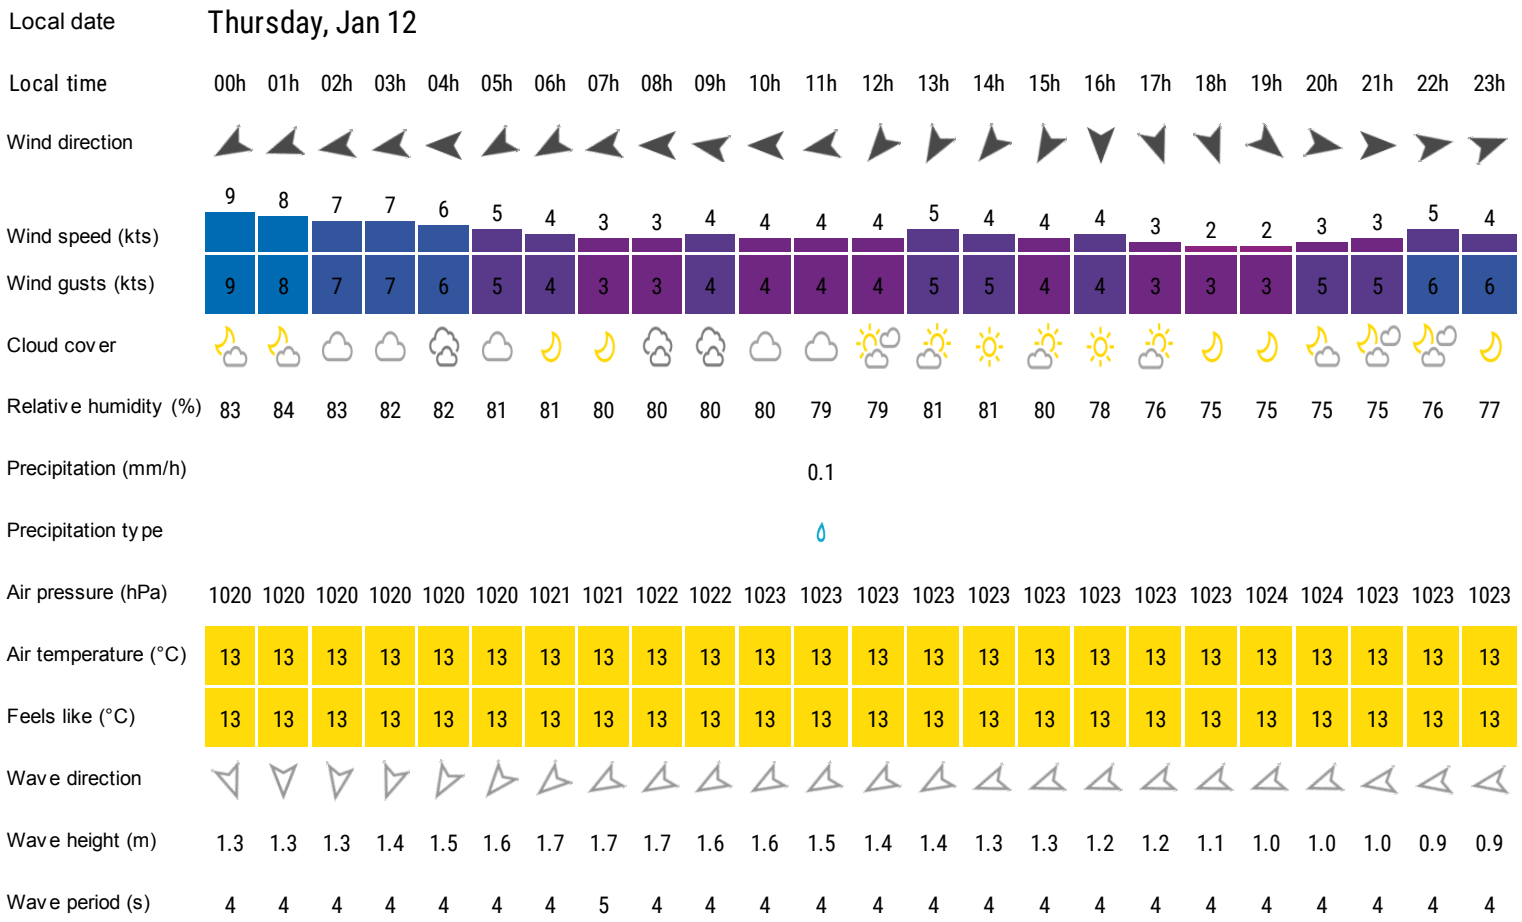 Local date Thursday, Jan 12
Local time 00h 01h 02h 03h 04h 05h 06h 07h 08h 09h 10h 11h 12h 13h 14h 15h 16h 17h 18h 19h 20h 21h 22h 23h
Wind direction
Wind speed (kts) 9 8 7 7 6 5 4 3 3 4 4 4 4 5 4 4 4 3 2 2 3 3 5 4
Wind gusts (kts) 9 8 7 7 6 5 4 3 3 4 4 4 4 5 5 4 4 3 3 3 5 5 6 6
Cloud cover
Relative humidity (%) 83 84 83 82 82 81 81 80 80 80 80 79 79 81 81 80 78 76 75 75 75 75 76 77
Precipitation (mm/h) 0.1
Precipitation type
Air pressure (hPa) 1020 1020 1020 1020 1020 1020 1021 1021 1022 1022 1023 1023 1023 1023 1023 1023 1023 1023 1023 1024 1024 1023 1023 1023
Air temperature (°C) 13 13 13 13 13 13 13 13 13 13 13 13 13 13 13 13 13 13 13 13 13 13 13 13
Feels like (°C) 13 13 13 13 13 13 13 13 13 13 13 13 13 13 13 13 13 13 13 13 13 13 13 13
Wave direction
Wave height (m) 1.3 1.3 1.3 1.4 1.5 1.6 1.7 1.7 1.7 1.6 1.6 1.5 1.4 1.4 1.3 1.3 1.2 1.2 1.1 1.0 1.0 1.0 0.9 0.9
Wave period (s) 4 4 4 4 4 4 4 5 4 4 4 4 4 4 4 4 4 4 4 4 4 4 4 4